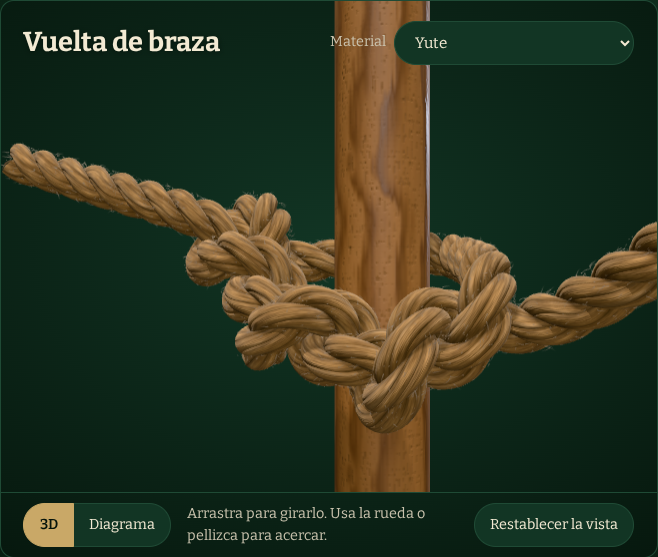 Vuelta de braza
Material
Yute
3D
Diagrama
Arrastra para girarlo. Usa la rueda o
pellizca para acercar.
Restablecer la vista